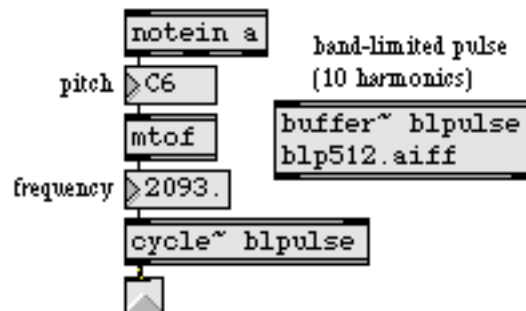 notein a
band-limited pulse
(10 harmonics)
pitch C6
buffer~ blpulse
blp512.aiff
mtof
frequency 2093.
cycle~ blpulse